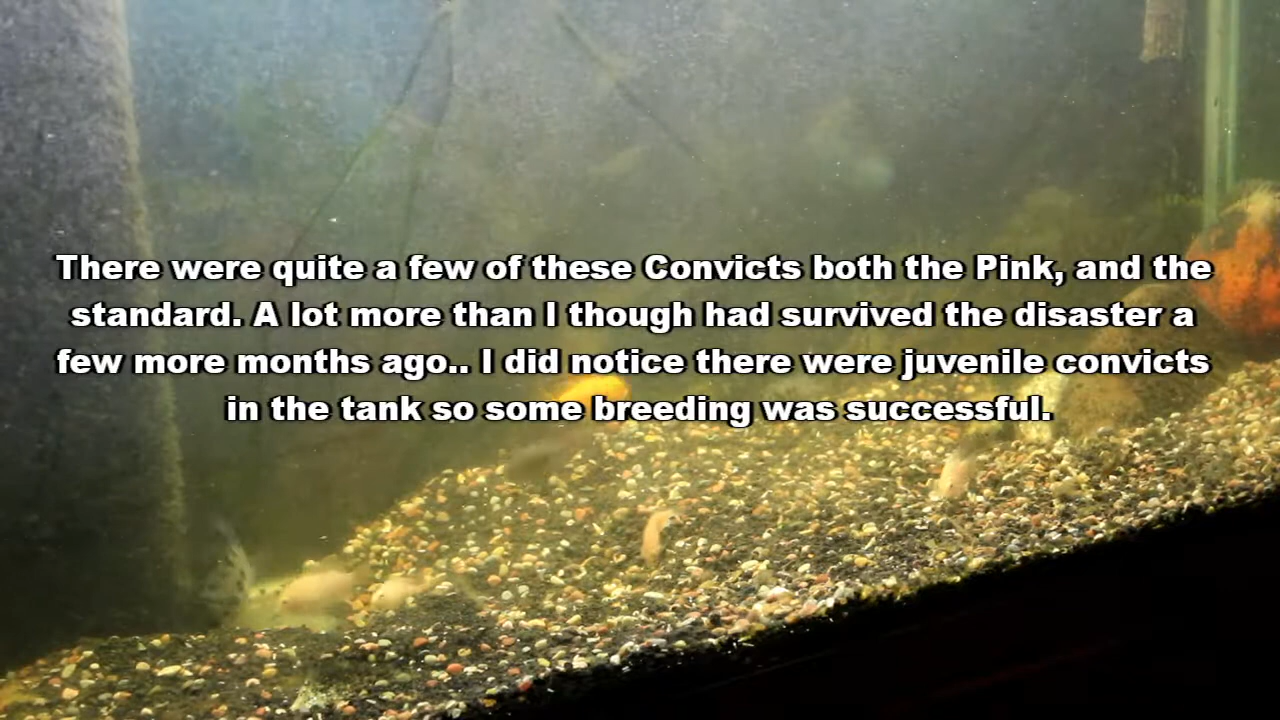 There were quite a few of these Convicts both the Pink, and the
standard. A lot more than I though had survived the disaster a
few more months ago.. I did notice there were juvenile convicts
in the tank so some breeding was successful.